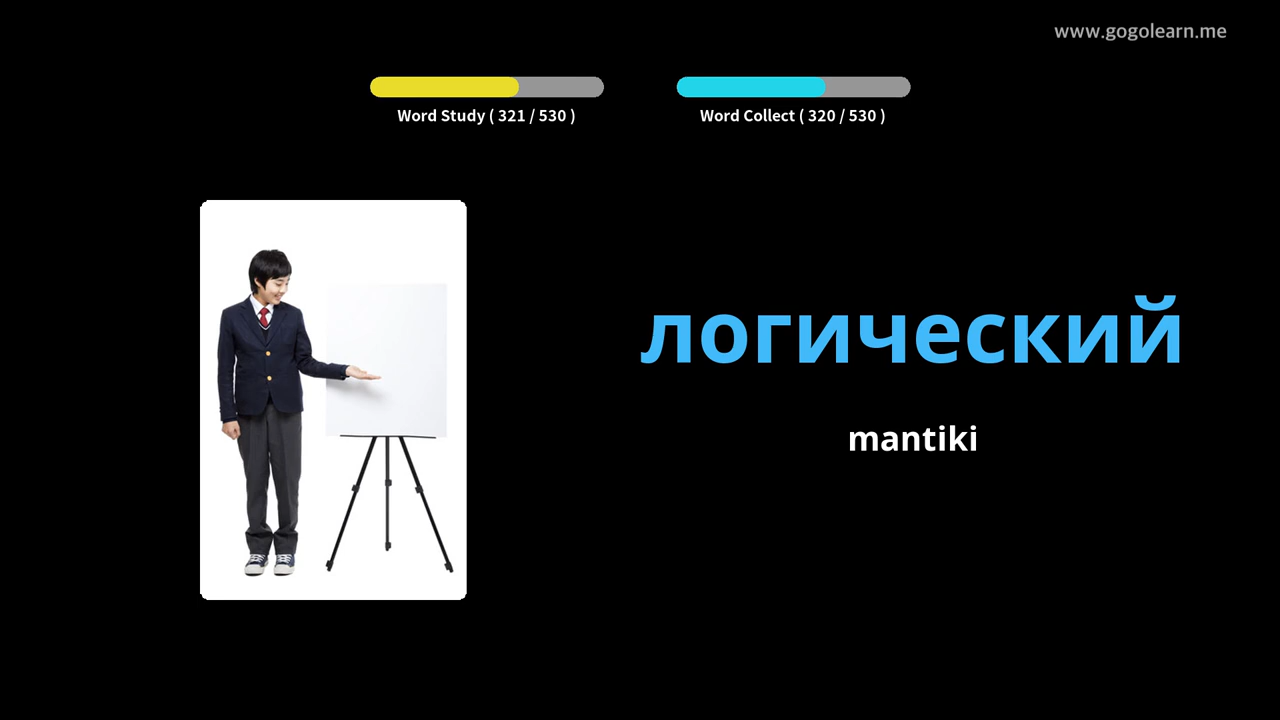 www.gogolearn.me
Word Study ( 321 / 530 )
Word Collect ( 320 / 530 )
логический
mantiki